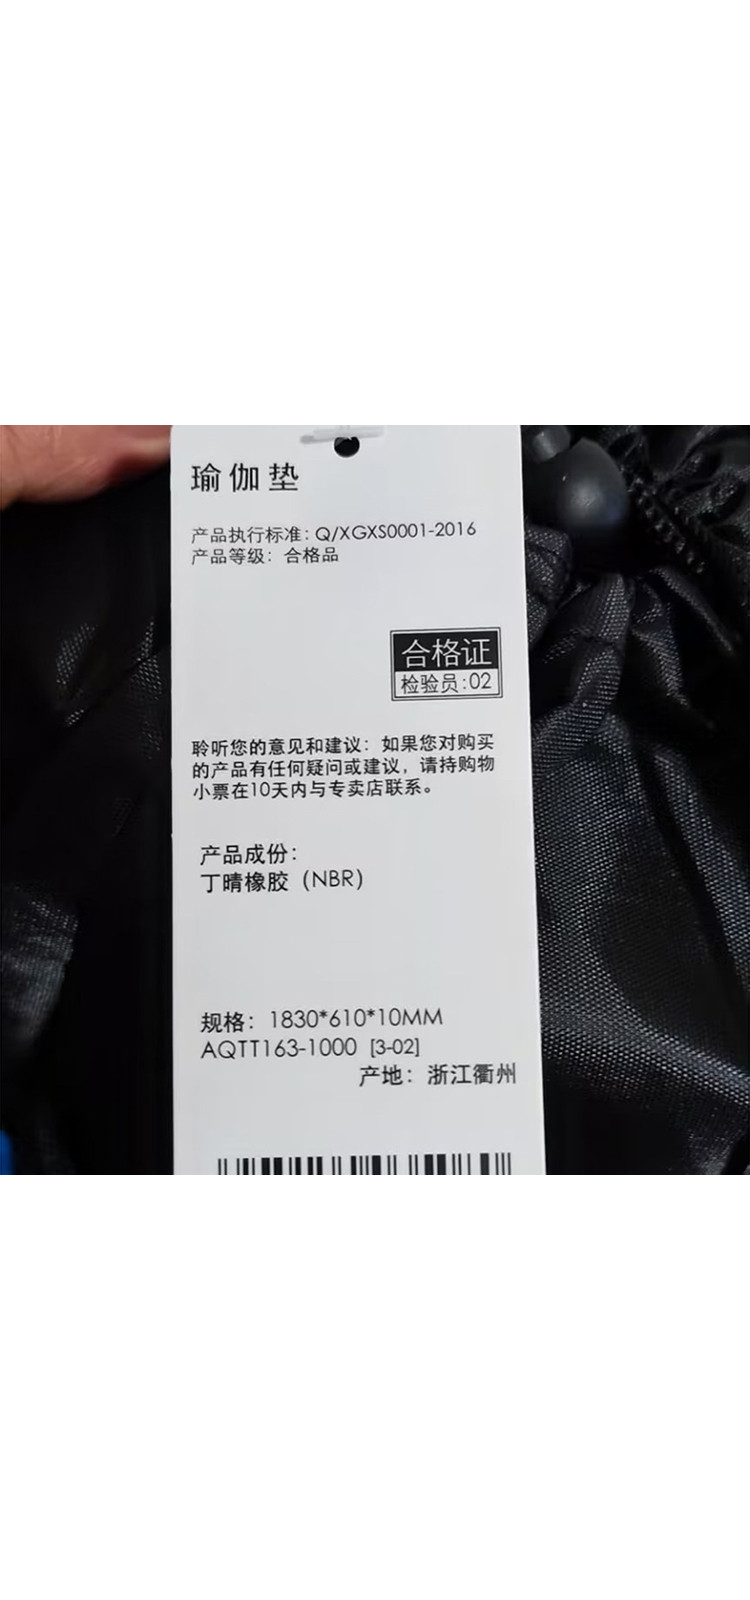 瑜伽垫
产品执行标准：Q/XGXS0001-2016
产品等级：合格品
合格证
检验员:02
聆听您的意见和建议：如果您对购买
的产品有任何疑问或建议，请持购物
小票在10天内与专卖店联系。
产品成份：
丁晴橡胶（NBR）
规格：1830*610*10MM
AQTT163-1000 [3-02]
产地：浙江衢州